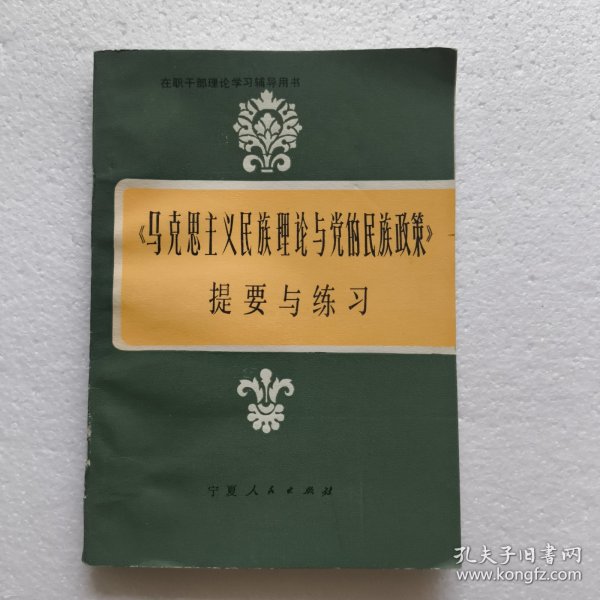 在职干部理论学习辅导用书
《马克思主义民族理论与党的民族政策》
提要与练习
宁夏人民出版社
孔夫子旧书网
www.kongfz.com